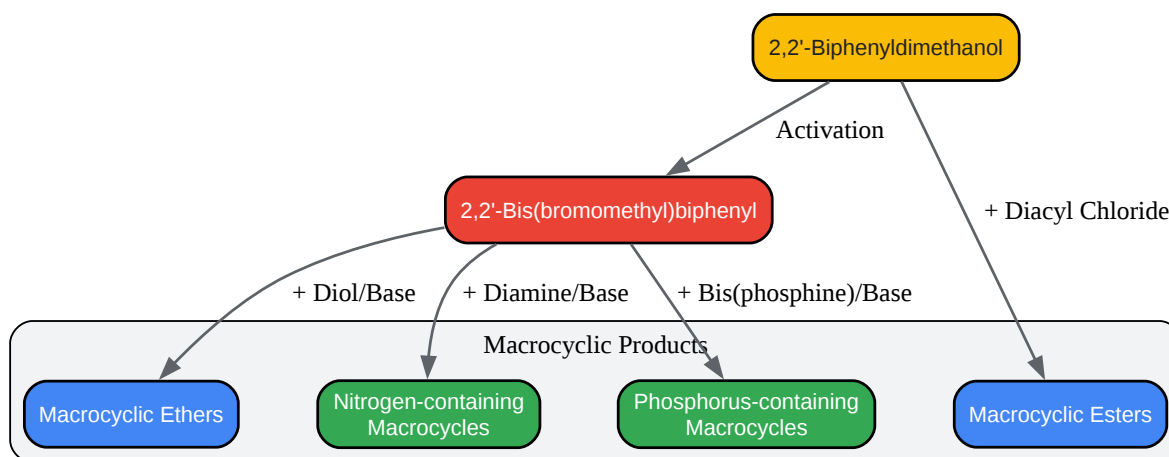 2,2'-Biphenyldimethanol
Activation
2,2'-Bis(bromomethyl)biphenyl
+ Diacyl Chloride
+ Diol/Base
+ Diamine/Base
+ Bis(phosphine)/Base
Macrocyclic Products
Macrocyclic Ethers
Nitrogen-containing
Macrocycles
Phosphorus-containing
Macrocycles
Macrocyclic Esters